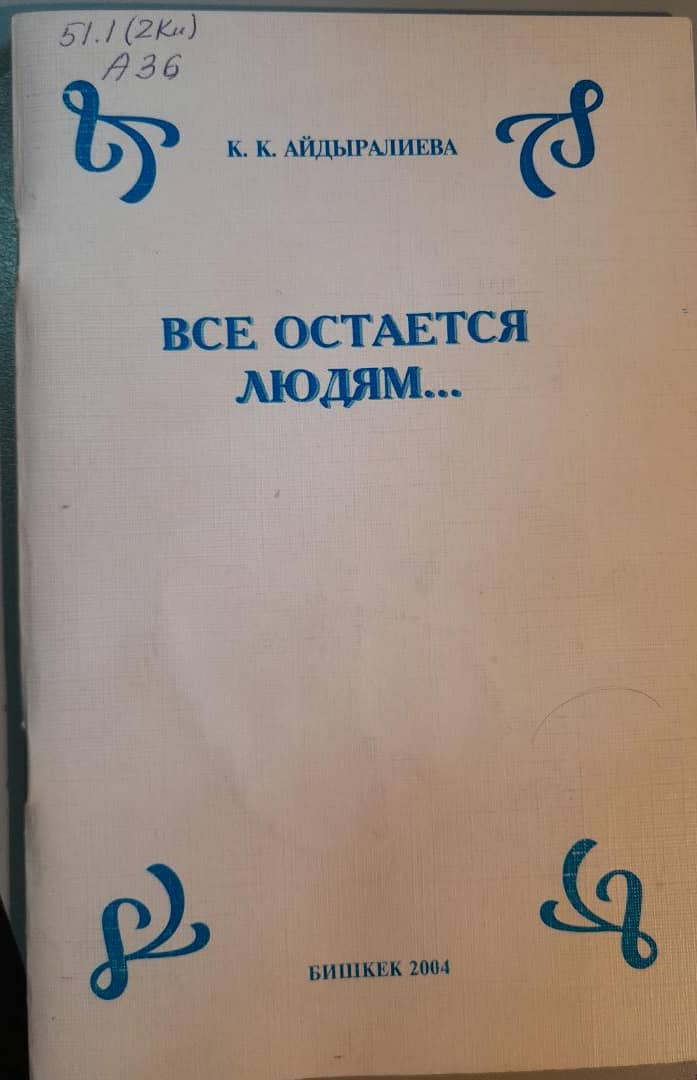 51.1(2Ки)
А36
К. К. АЙДЫРАЛИЕВА
ВСЕ ОСТАЕТСЯ
ЛЮДЯМ...
БИШКЕК 2004